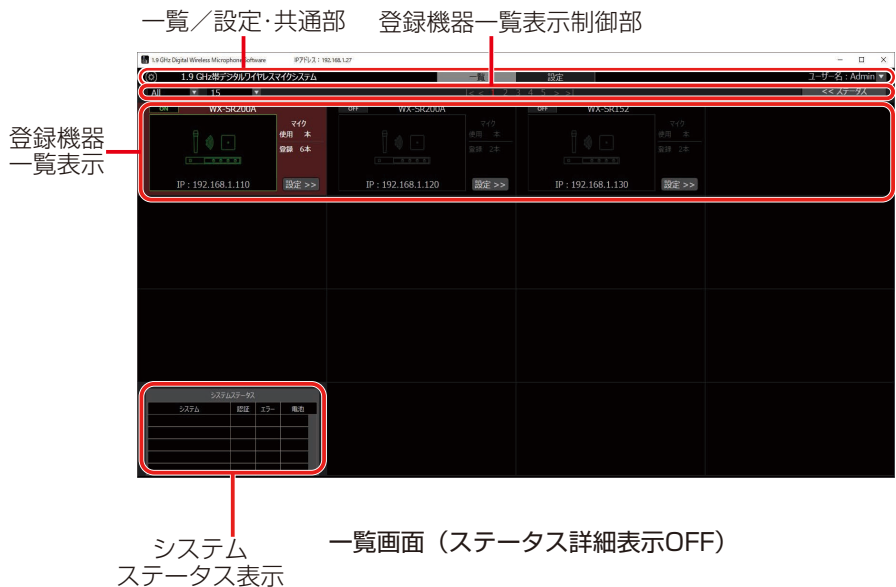 一覧／設定・共通部 登録機器一覧表示制御部
1.9 GHz Digital Wireless Microphone Software IPアドレス：192.168.1.27
1.9 GHz帯デジタルワイヤレスマイクシステム 一覧 設定 ユーザー名：Admin
All 15 |<< 1 2 3 4 5 >>| << ステータス
登録機器
一覧表示
ON WX-SR200A OFF WX-SR200A OFF WX-SR152
マイク マイク マイク
使用 本 使用 本 使用 本
登録 6本 登録 2本 登録 2本
IP : 192.168.1.110 設定 >> IP : 192.168.1.120 設定 >> IP : 192.168.1.130 設定 >>
システムステータス
システム 認証 エラー 電池
システム
ステータス表示
一覧画面（ステータス詳細表示OFF）